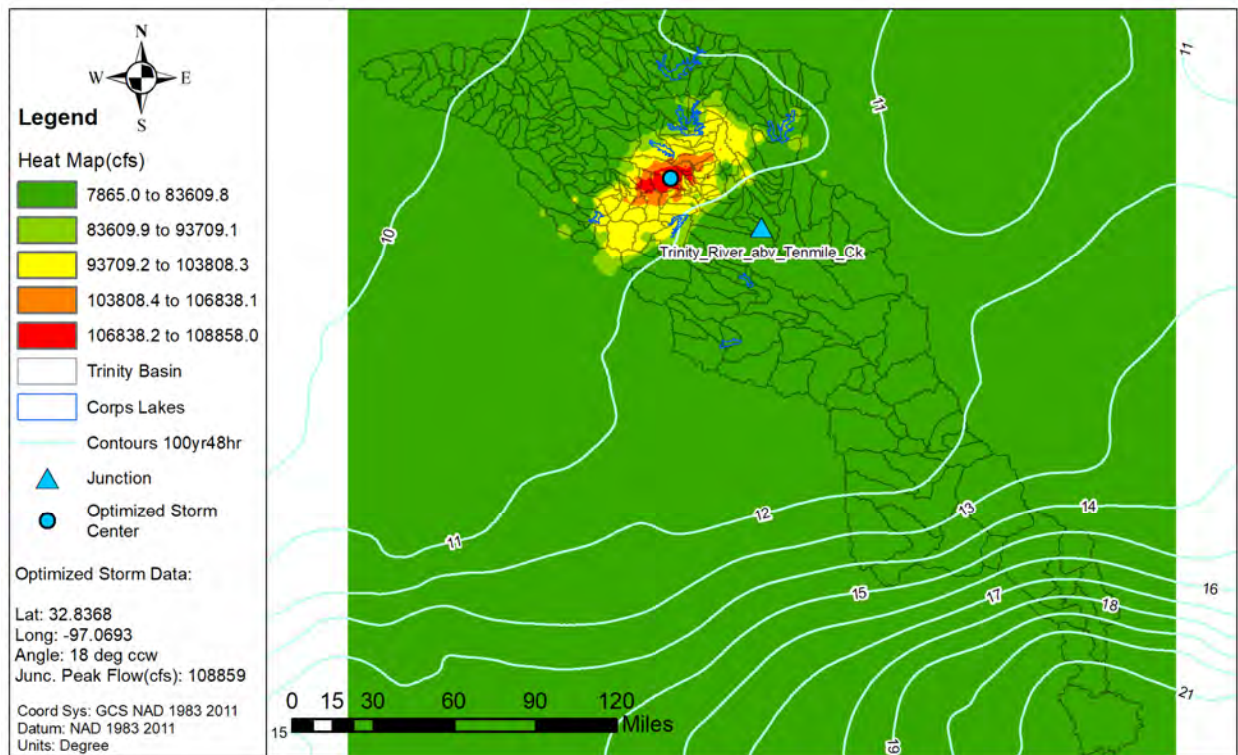 N
W
E
S
Legend
Heat Map(cfs)
7865.0 to 83609.8
83609.9 to 93709.1
93709.2 to 103808.3
103808.4 to 106838.1
106838.2 to 108858.0
Trinity Basin
Corps Lakes
Contours 100yr48hr
Junction
Optimized Storm
Center
Optimized Storm Data:
Lat: 32.8368
Long: -97.0693
Angle: 18 deg ccw
Junc. Peak Flow(cfs): 108859
Coord Sys: GCS NAD 1983 2011
Datum: NAD 1983 2011
Units: Degree
11
11
10
Trinity_River_abv_Tenmile_Ck
12
13
14
11
15
16
17
18
21
19
15
0 15 30 60 90 120
Miles